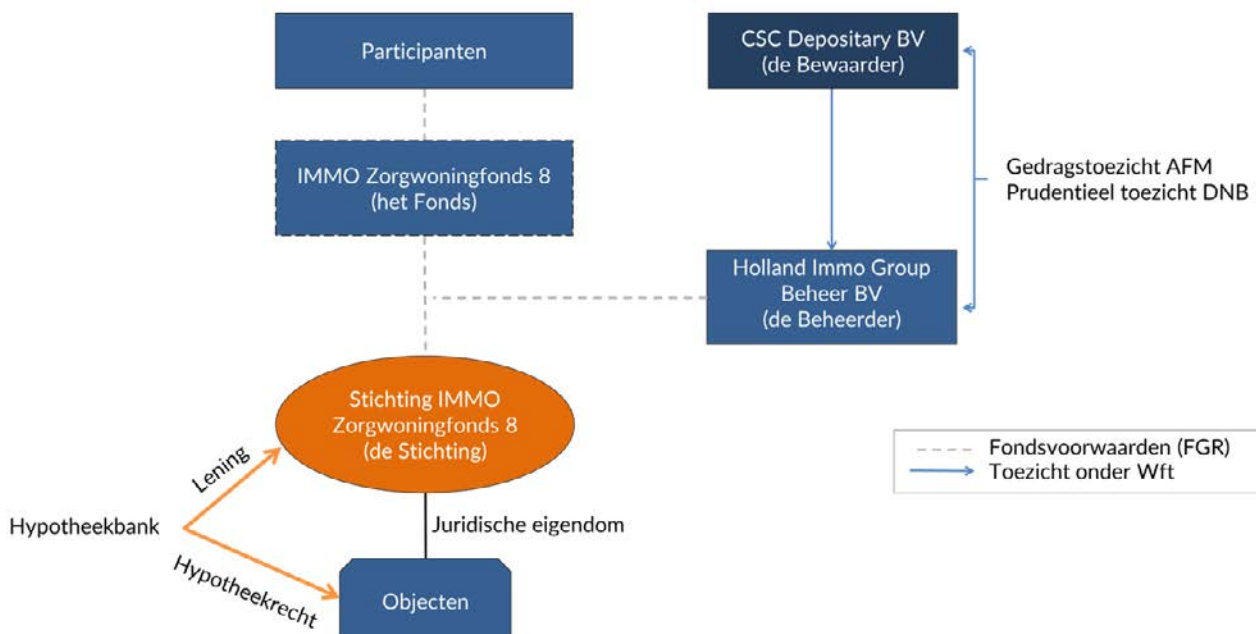 Participanten
CSC Depositary BV
(de Bewaarder)
IMMO Zorgwoningfonds 8
(het Fonds)
Gedragstoezicht AFM
Prudentieel toezicht DNB
Holland Immo Group
Beheer BV
(de Beheerder)
Stichting IMMO
Zorgwoningfonds 8
(de Stichting)
Fondsvoorwaarden (FGR)
Toezicht onder Wft
Lening
Hypotheekbank
Juridische eigendom
Hypotheekrecht
Objecten